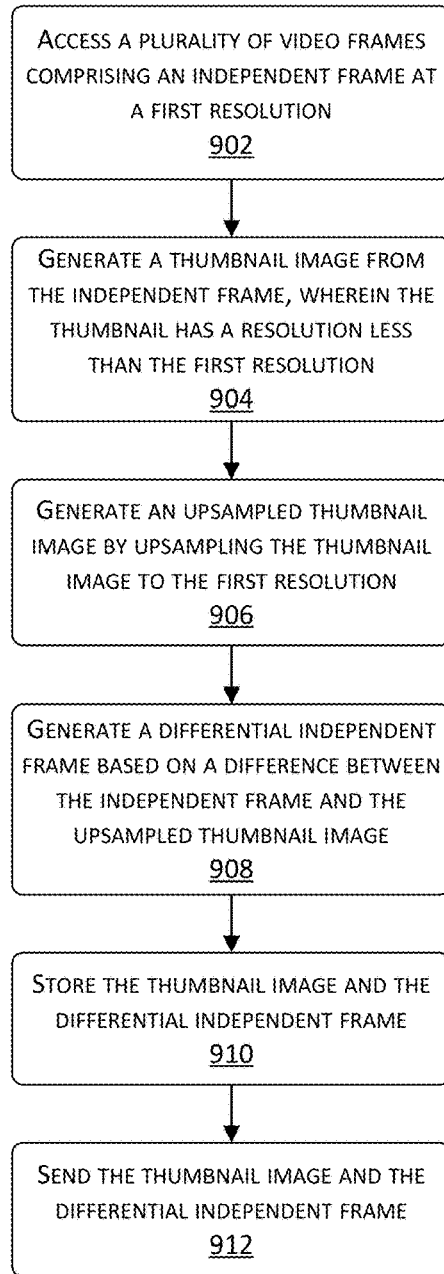 ACCESS A PLURALITY OF VIDEO FRAMES
COMPRISING AN INDEPENDENT FRAME AT
A FIRST RESOLUTION
902
GENERATE A THUMBNAIL IMAGE FROM
THE INDEPENDENT FRAME, WHEREIN THE
THUMBNAIL HAS A RESOLUTION LESS
THAN THE FIRST RESOLUTION
904
GENERATE AN UPSAMPLED THUMBNAIL
IMAGE BY UPSAMPLING THE THUMBNAIL
IMAGE TO THE FIRST RESOLUTION
906
GENERATE A DIFFERENTIAL INDEPENDENT
FRAME BASED ON A DIFFERENCE BETWEEN
THE INDEPENDENT FRAME AND THE
UPSAMPLED THUMBNAIL IMAGE
908
STORE THE THUMBNAIL IMAGE AND THE
DIFFERENTIAL INDEPENDENT FRAME
910
SEND THE THUMBNAIL IMAGE AND THE
DIFFERENTIAL INDEPENDENT FRAME
912